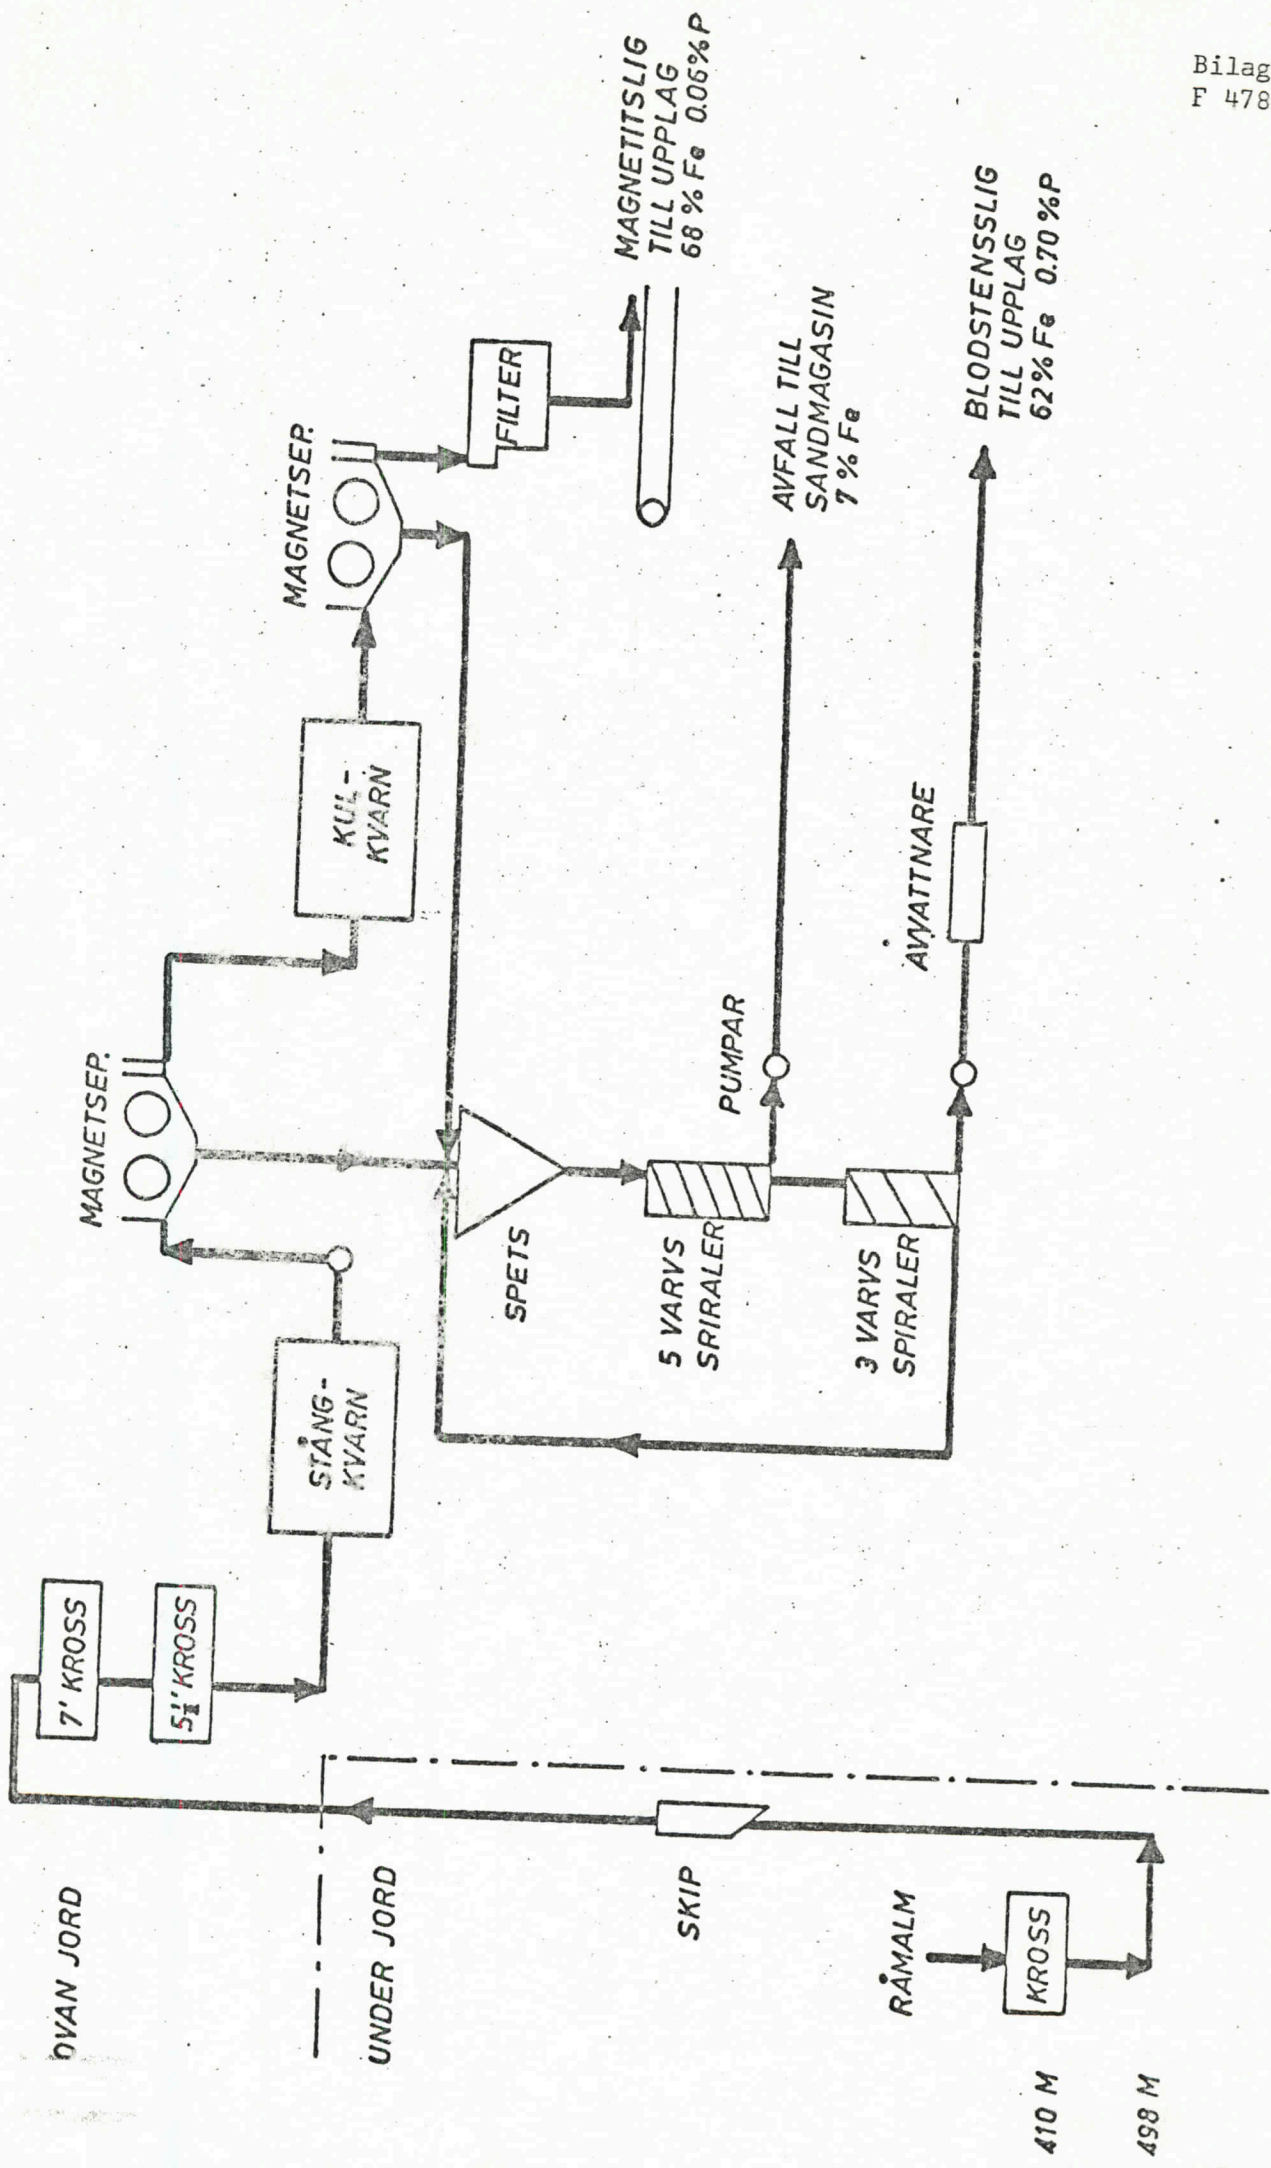 Bilag
F 478
OVAN JORD
UNDER JORD
7' KROSS
5½' KROSS
STÅNG-
KVARN
MAGNETSEP.
KUL-
KVARN
MAGNETSEP.
FILTER
MAGNETITSLIG
TILL UPPLAG
68 % Fe 0.06 % P
SPETS
5 VARVS
SRIRALER
PUMPAR
AVFALL TILL
SANDMAGASIN
7 % Fe
3 VARVS
SPIRALER
AVVATTNARE
BLODSTENSSLIG
TILL UPPLAG
62 % Fe 0.70 % P
SKIP
RÅMALM
KROSS
410 M
498 M